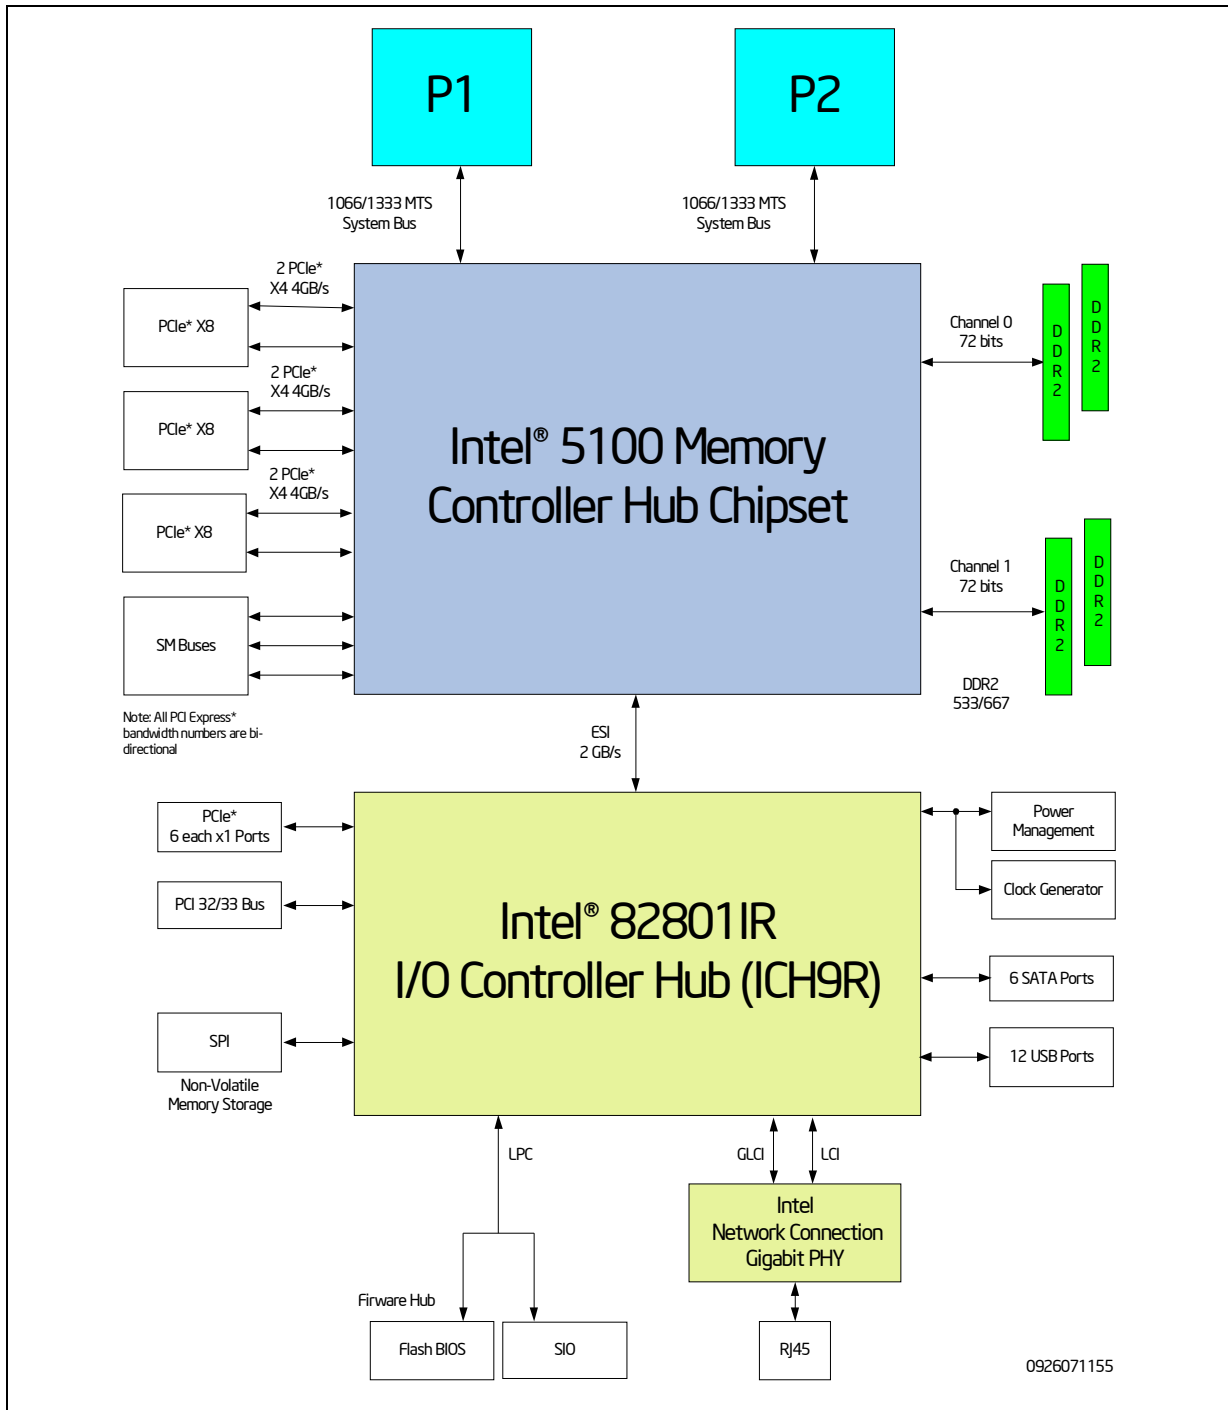 P1
P2
1066/1333 MTS
System Bus
1066/1333 MTS
System Bus
2 PCIe*
X4 4GB/s
PCIe* X8
2 PCIe*
X4 4GB/s
PCIe* X8
2 PCIe*
X4 4GB/s
PCIe* X8
SM Buses
Note: All PCI Express*
bandwidth numbers are bi-
directional
Intel® 5100 Memory
Controller Hub Chipset
Channel 0
72 bits
DDR2
DDR2
Channel 1
72 bits
DDR2
DDR2
DDR2
533/667
ESI
2 GB/s
PCIe*
6 each x1 Ports
PCI 32/33 Bus
SPI
Non-Volatile
Memory Storage
Intel® 82801IR
I/O Controller Hub (ICH9R)
Power
Management
Clock Generator
6 SATA Ports
12 USB Ports
LPC
GLCI
LCI
Intel
Network Connection
Gigabit PHY
Firware Hub
Flash BIOS
SIO
RJ45
0926071155